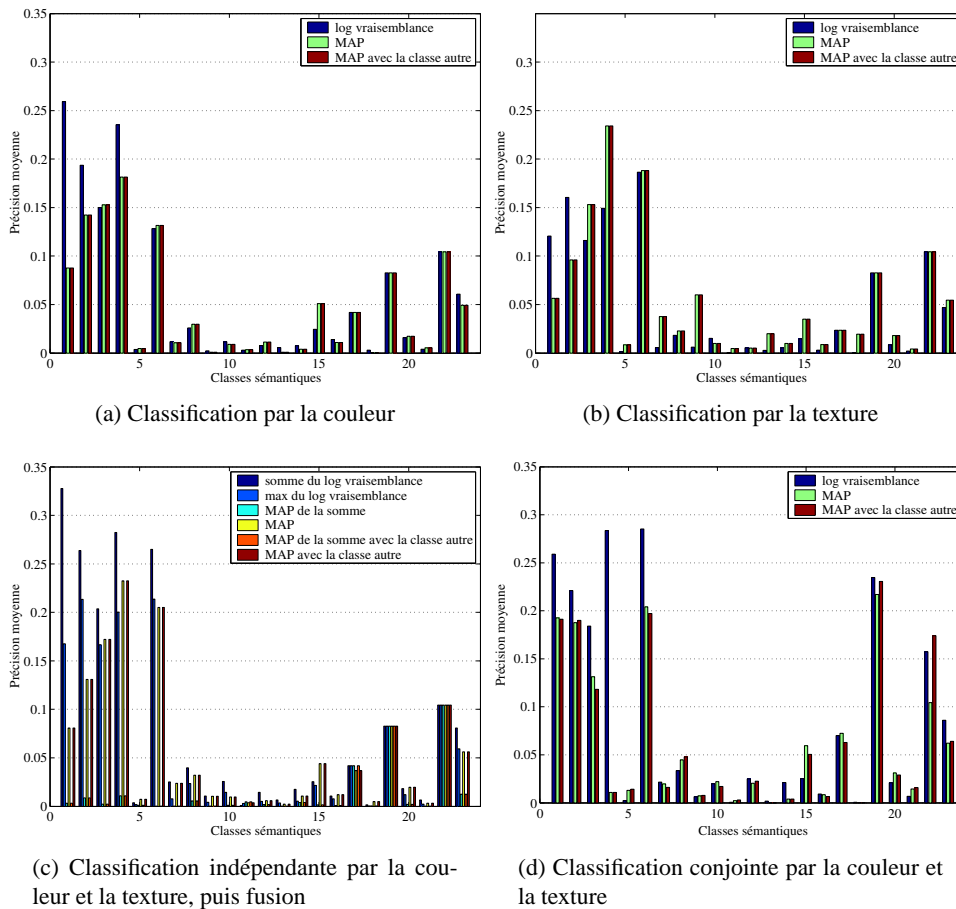 0.35
0.3
0.25
0.2
0.15
0.1
0.05
0
Précision moyenne
log vraisemblance
MAP
MAP avec la classe autre
0 5 10 15 20
Classes sémantiques
(a) Classification par la couleur
0.35
0.3
0.25
0.2
0.15
0.1
0.05
0
Précision moyenne
log vraisemblance
MAP
MAP avec la classe autre
0 5 10 15 20
Classes sémantiques
(b) Classification par la texture
0.35
0.3
0.25
0.2
0.15
0.1
0.05
0
Précision moyenne
somme du log vraisemblance
max du log vraisemblance
MAP de la somme
MAP
MAP de la somme avec la classe autre
MAP avec la classe autre
0 5 10 15 20
Classes sémantiques
(c) Classification indépendante par la cou-
leur et la texture, puis fusion
0.35
0.3
0.25
0.2
0.15
0.1
0.05
0
Précision moyenne
log vraisemblance
MAP
MAP avec la classe autre
0 5 10 15 20
Classes sémantiques
(d) Classification conjointe par la couleur et
la texture